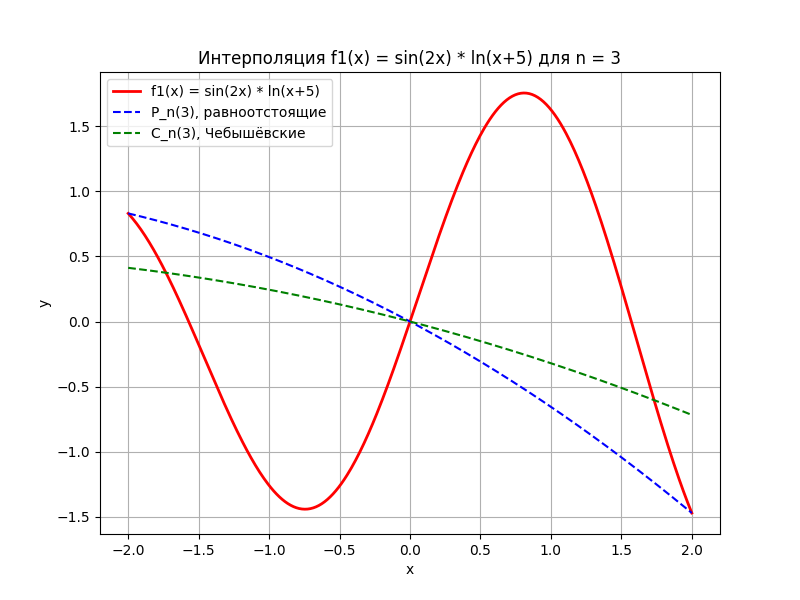 Интерполяция f1(x) = sin(2x) * ln(x+5) для n = 3
f1(x) = sin(2x) * ln(x+5)
P_n(3), равноотстоящие
C_n(3), Чебышёвские
y
1.5
1.0
0.5
0.0
−0.5
−1.0
−1.5
−2.0 −1.5 −1.0 −0.5 0.0 0.5 1.0 1.5 2.0
x